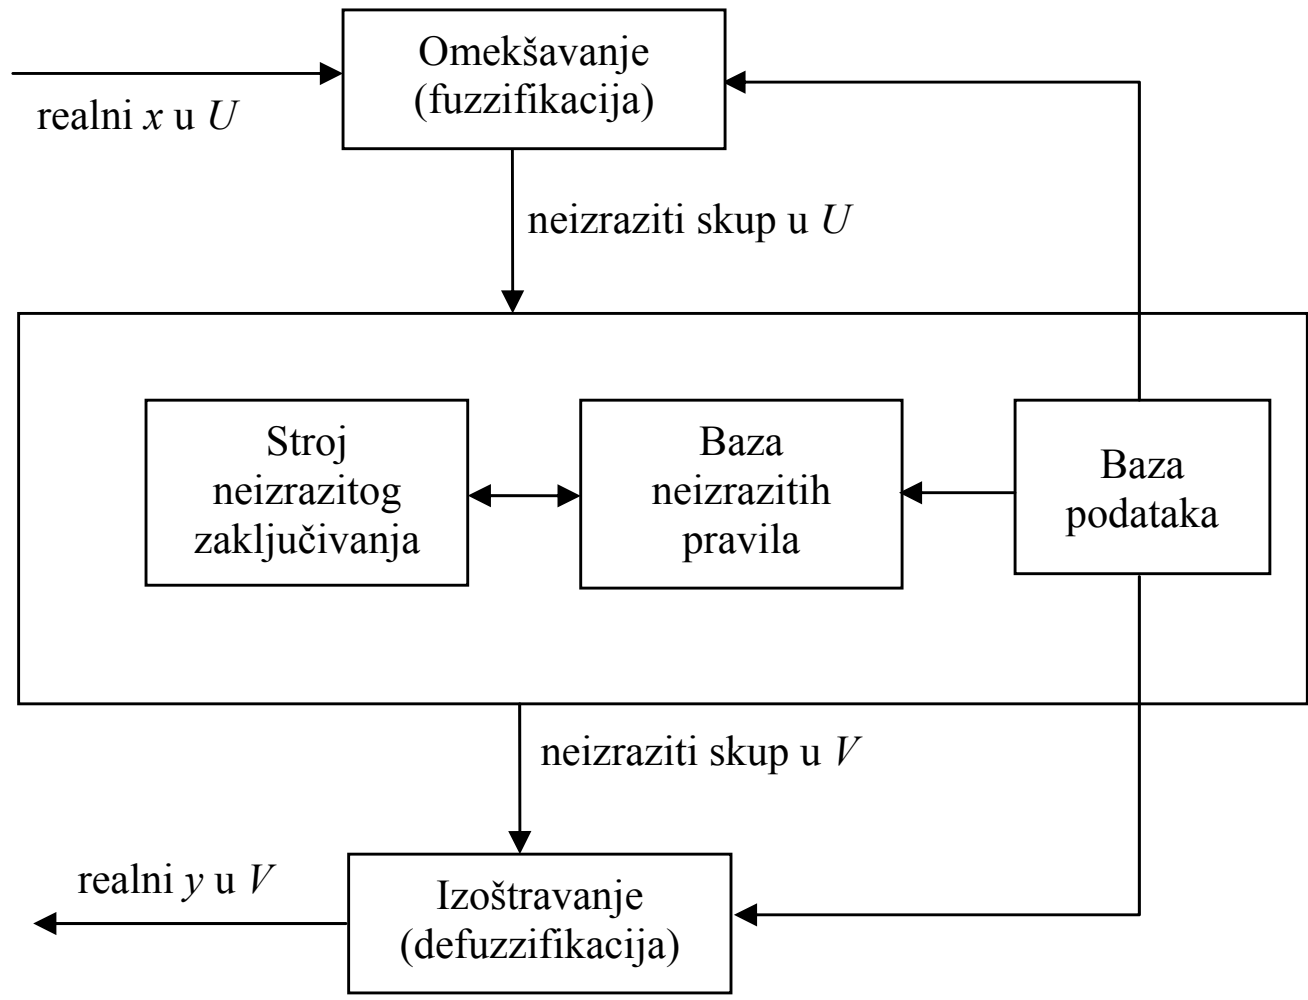 Omekšavanje
(fuzzifikacija)
realni x u U
neizraziti skup u U
Stroj
neizrazitog
zaključivanja
Baza
neizrazitih
pravila
Baza
podataka
neizraziti skup u V
realni y u V
Izoštravanje
(defuzzifikacija)